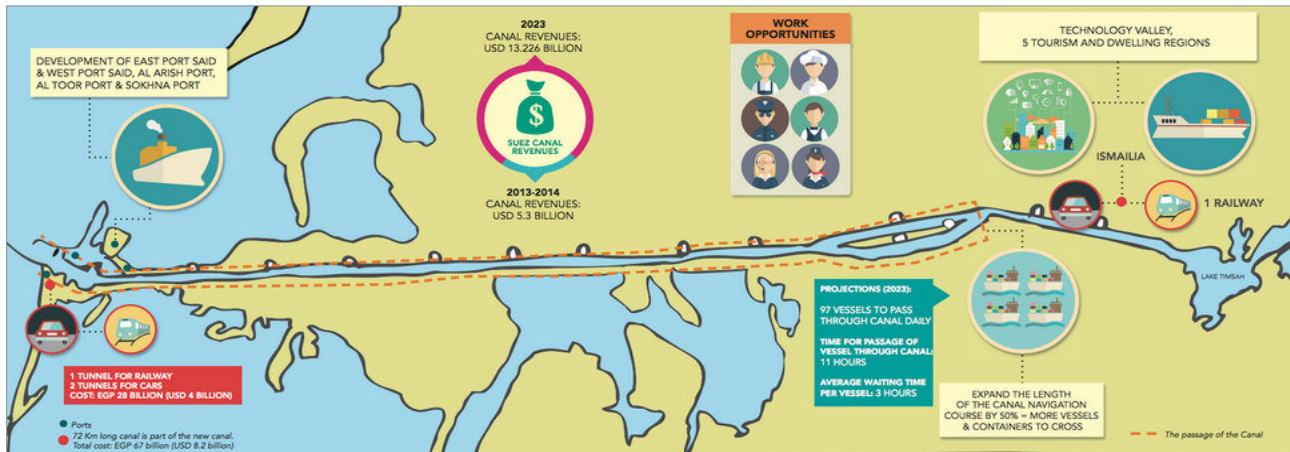 DEVELOPMENT OF EAST PORT SAID
& WEST PORT SAID, AL ARISH PORT,
AL TOOR PORT & SOKHNA PORT
2023
CANAL REVENUES:
USD 13.226 BILLION
$
SUEZ CANAL
REVENUES
2013-2014
CANAL REVENUES:
USD 5.3 BILLION
WORK
OPPORTUNITIES
TECHNOLOGY VALLEY,
5 TOURISM AND DWELLING REGIONS
ISMAILIA
1 RAILWAY
LAKE TIMSAH
PROJECTIONS (2023):
97 VESSELS TO PASS
THROUGH CANAL DAILY
TIME FOR PASSAGE OF
VESSEL THROUGH CANAL:
11 HOURS
AVERAGE WAITING TIME
PER VESSEL: 3 HOURS
EXPAND THE LENGTH
OF THE CANAL NAVIGATION
COURSE BY 50% = MORE VESSELS
& CONTAINERS TO CROSS
1 TUNNEL FOR RAILWAY
2 TUNNELS FOR CARS
COST: EGP 28 BILLION (USD 4 BILLION)
Ports
72 Km long canal is part of the new canal.
Total cost: EGP 67 billion (USD 8.2 billion)
The passage of the Canal